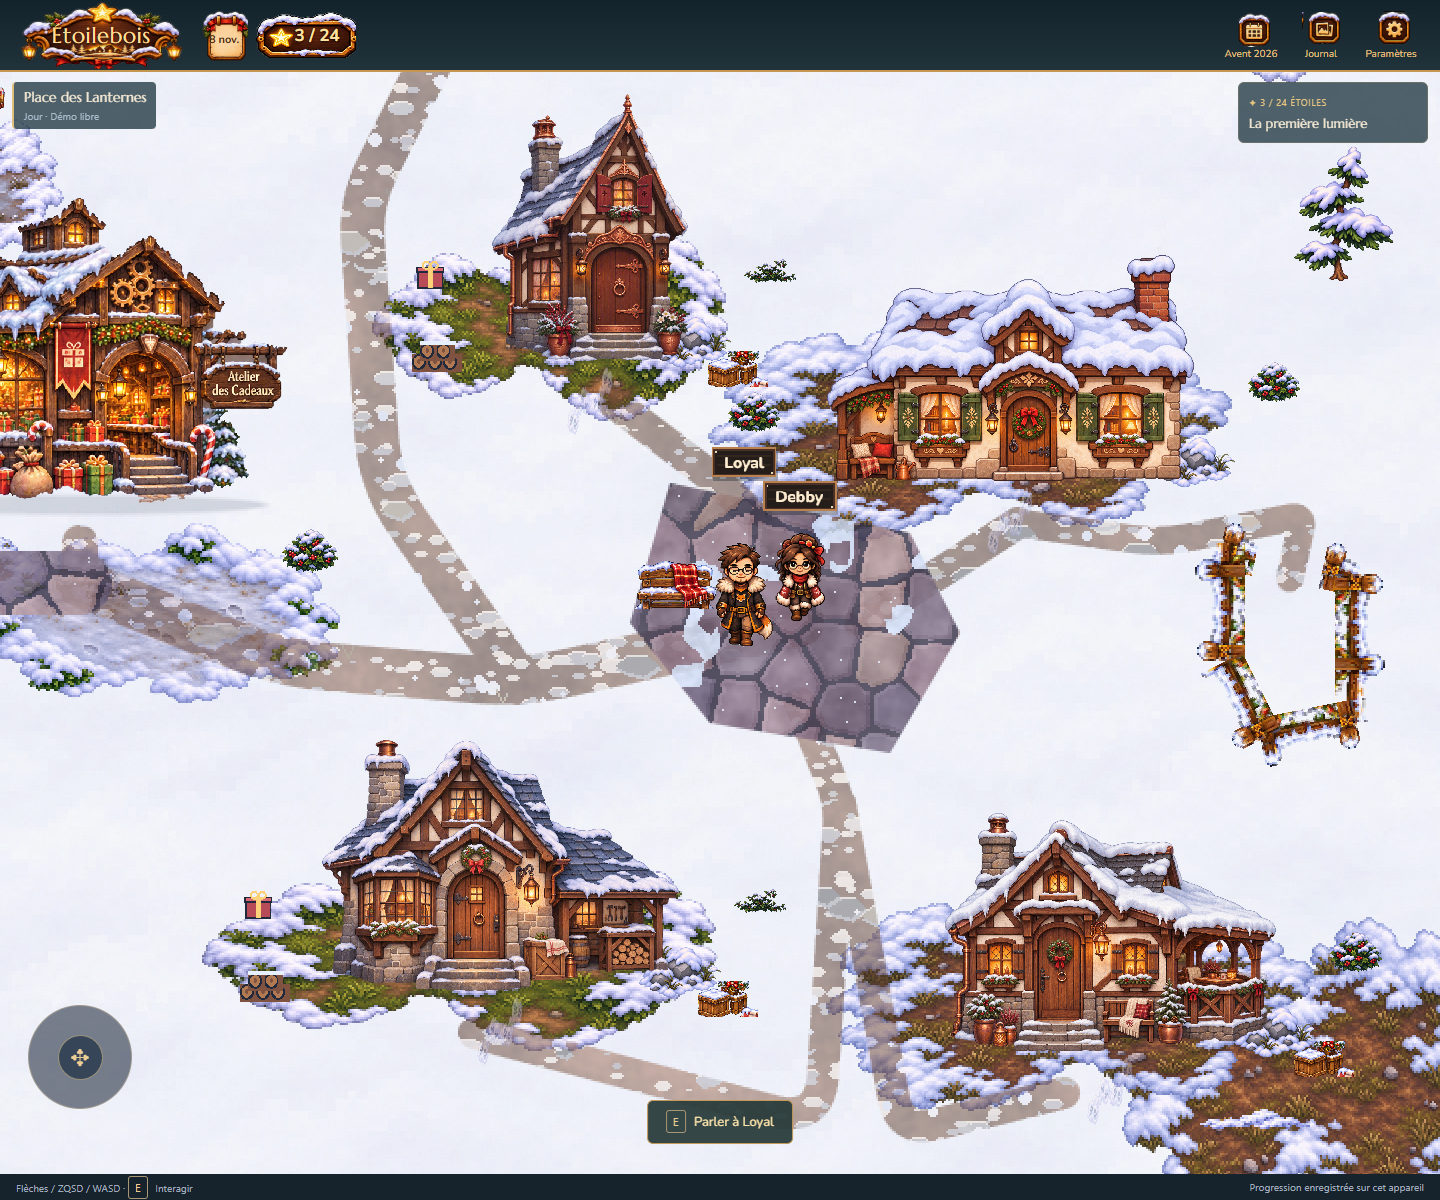 Etoilebois
8 nov.
3 / 24
Avent 2026
Journal
Paramètres
Place des Lanternes
Jour · Démo libre
✦ 3 / 24 ÉTOILES
La première lumière
Atelier
des Cadeaux
Loyal
Debby
E Parler à Loyal
Flèches / ZQSD / WASD · E Interagir
Progression enregistrée sur cet appareil